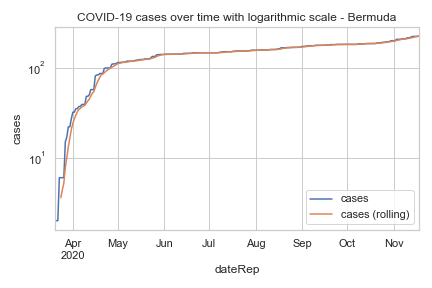 COVID-19 cases over time with logarithmic scale - Bermuda
cases
10²
10¹
cases
cases (rolling)
Apr May Jun Jul Aug Sep Oct Nov
2020
dateRep